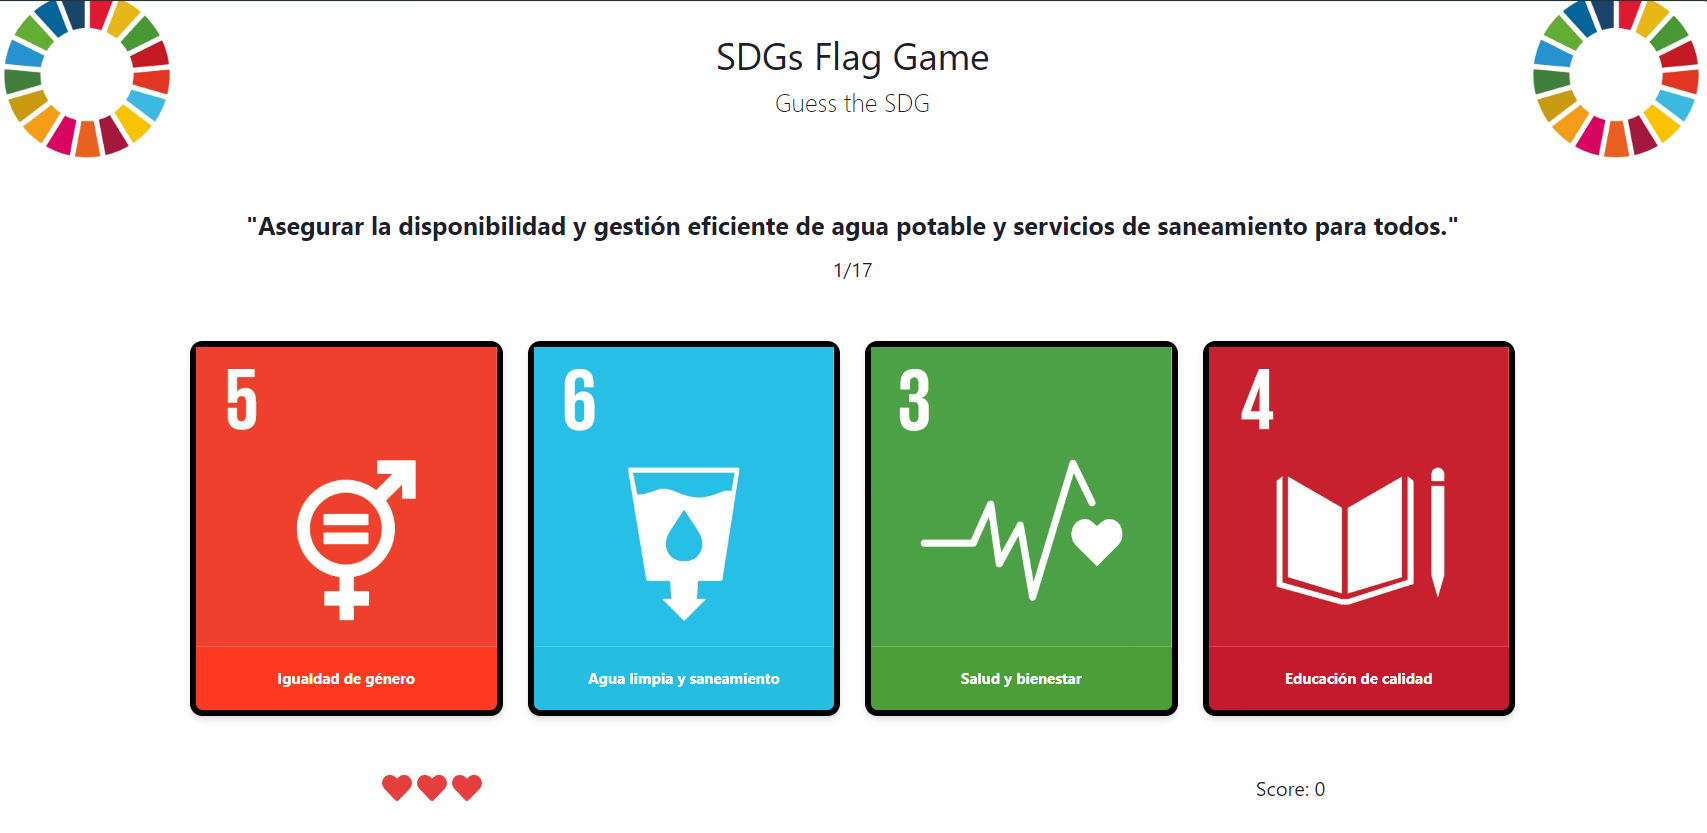 SDGs Flag Game
Guess the SDG
"Asegurar la disponibilidad y gestión eficiente de agua potable y servicios de saneamiento para todos."
1/17
5
Igualdad de género
6
Agua limpia y saneamiento
3
Salud y bienestar
4
Educación de calidad
Score: 0